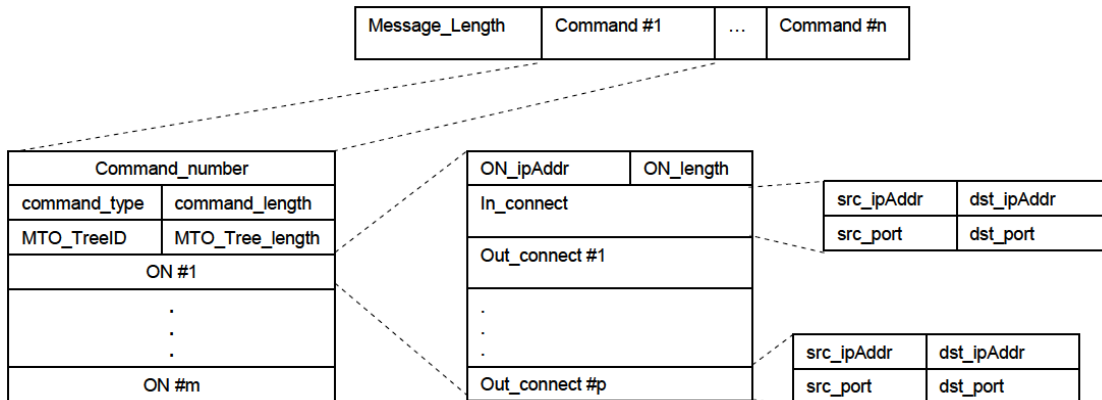 Message_Length Command #1 ... Command #n
Command_number
command_type command_length
MTO_TreeID MTO_Tree_length
ON #1
.
.
.
ON #m
ON_ipAddr ON_length
In_connect
Out_connect #1
.
.
.
Out_connect #p
src_ipAddr dst_ipAddr
src_port dst_port
src_ipAddr dst_ipAddr
src_port dst_port